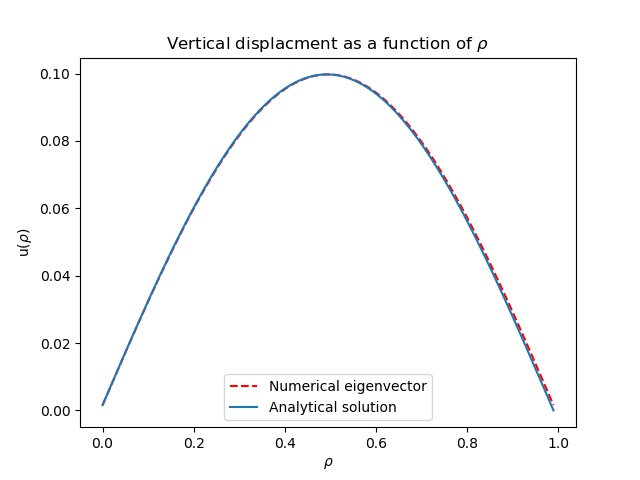 Vertical displacment as a function of ρ
0.10
0.08
0.06
0.04
0.02
0.00
u(ρ)
Numerical eigenvector
Analytical solution
0.0 0.2 0.4 0.6 0.8 1.0
ρ